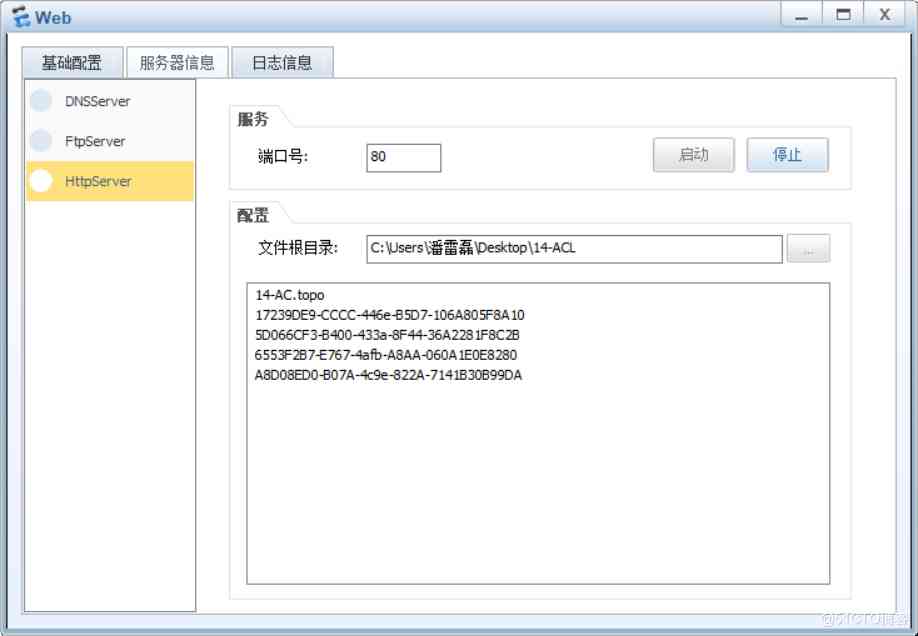 Web
X
基础配置 服务器信息 日志信息
DNSServer
FtpServer
HttpServer
服务
端口号: 80 启动 停止
配置
文件根目录: C:\Users\潘雷磊\Desktop\14-ACL ...
14-AC.topo
17239DE9-CCCC-446e-B5D7-106A805F8A10
5D066CF3-B400-433a-8F44-36A2281F8C2B
6553F2B7-E767-4afb-A8AA-060A1E0E8280
A8D08ED0-B07A-4c9e-822A-7141B30B99DA
@51CTO博客